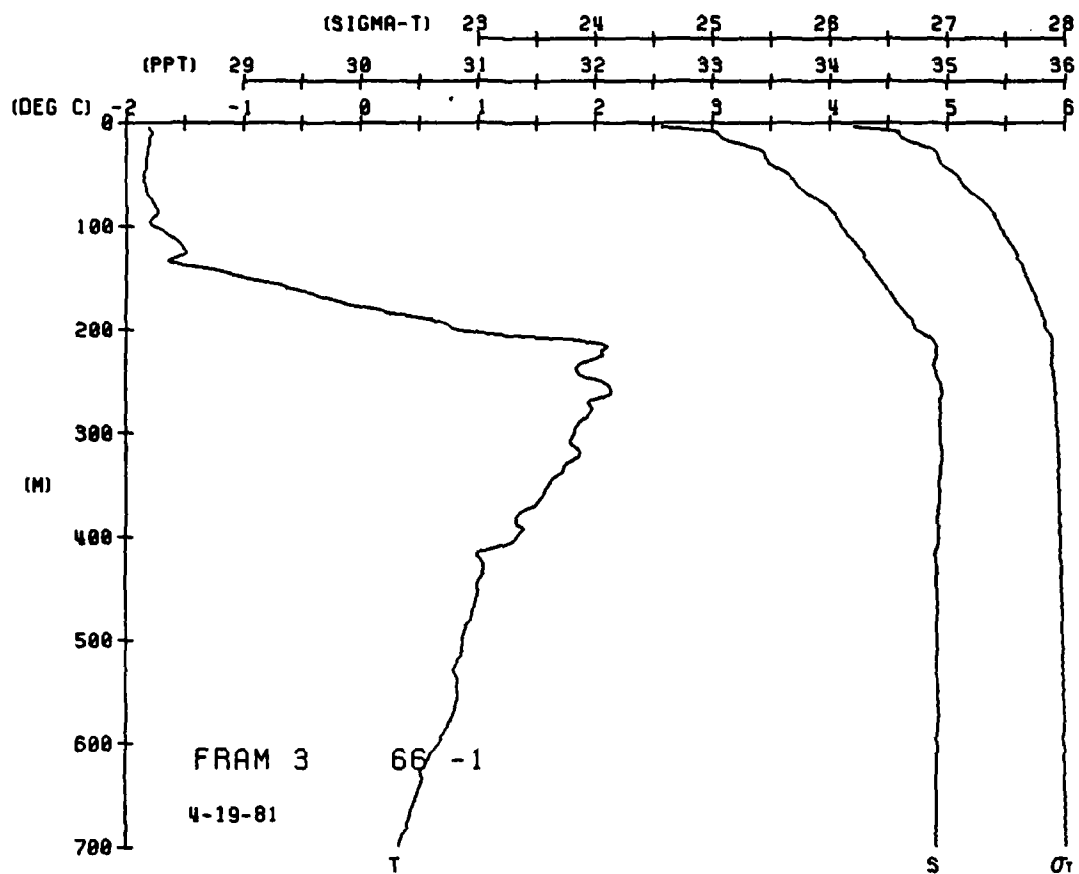 (SIGMA-T) 23 24 25 26 27 28
(PPT) 29 30 31 32 33 34 35 36
(DEG C) -2 -1 0 1 2 3 4 5 6
0
100
200
300
(M)
400
500
600
FRAM 3 66 -1
4-19-81
700
T S σT